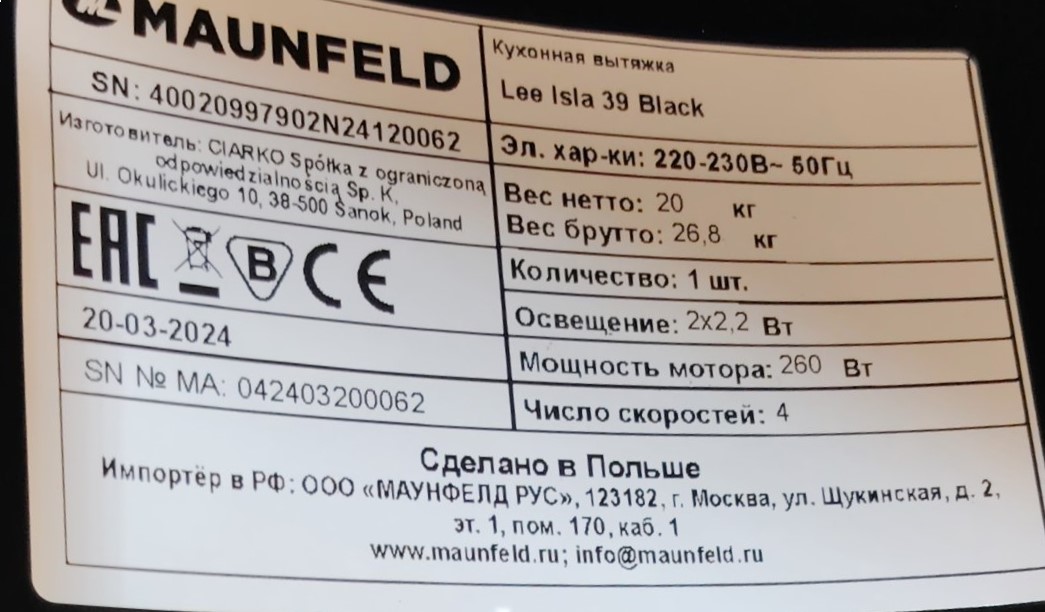 MAUNFELD
SN: 40020997902N24120062
Изготовитель: CIARKO Spółka z ograniczoną
odpowiedzialnością Sp. K,
Ul. Okulickiego 10, 38-500 Sanok, Poland
EAC B CE
20-03-2024
SN № MA: 042403200062
Кухонная вытяжка
Lee Isla 39 Black
Эл. хар-ки: 220-230В~ 50Гц
Вес нетто: 20 кг
Вес брутто: 26,8 кг
Количество: 1 шт.
Освещение: 2x2,2 Вт
Мощность мотора: 260 Вт
Число скоростей: 4
Сделано в Польше
Импортёр в РФ: ООО «МАУНФЕЛД РУС», 123182, г. Москва, ул. Щукинская, д. 2,
эт. 1, пом. 170, каб. 1
www.maunfeld.ru; info@maunfeld.ru